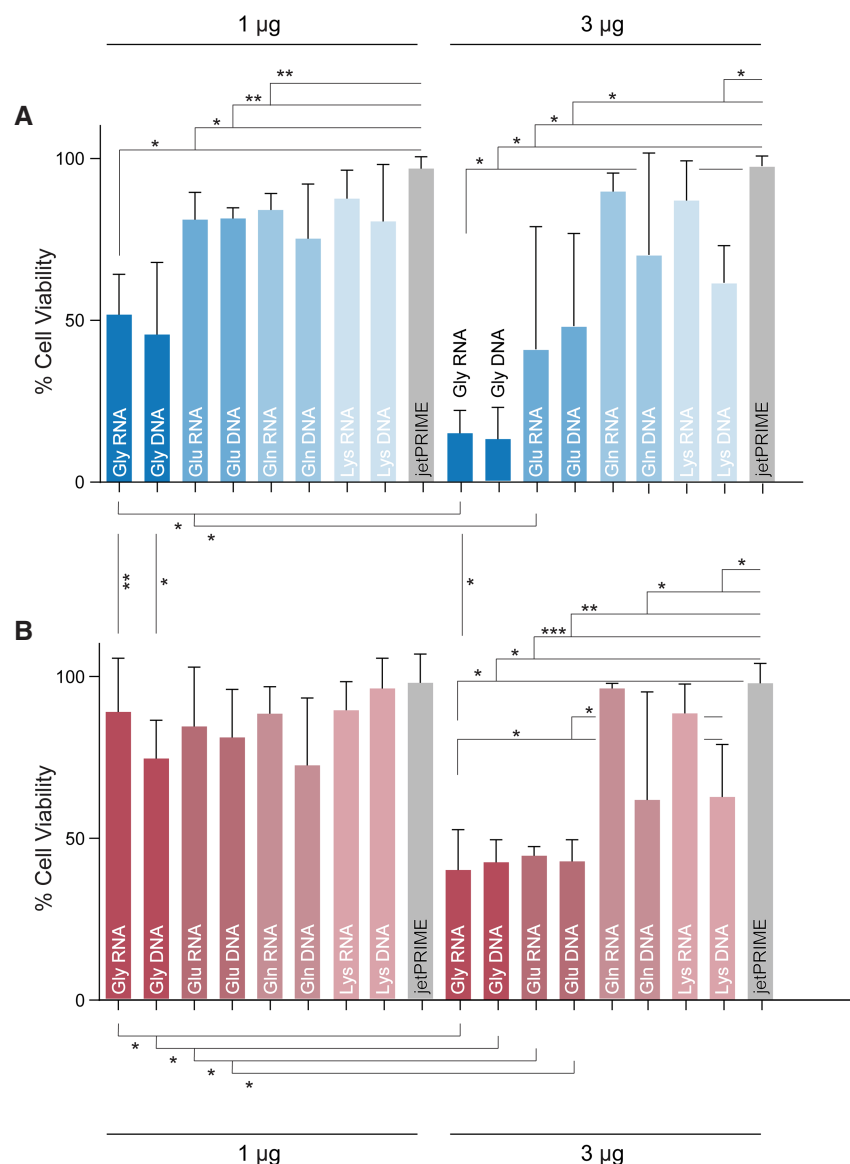 1 µg 3 µg
** *
** *
* *
* *
*
A
100
50
0
% Cell Viability
Gly RNA Gly DNA Glu RNA Glu DNA Gln RNA Gln DNA Lys RNA Lys DNA jetPRIME Gly RNA Gly DNA Glu RNA Glu DNA Gln RNA Gln DNA Lys RNA Lys DNA jetPRIME
*
*
** * *
*
*
**
***
*
*
*
*
B
100
50
0
% Cell Viability
Gly RNA Gly DNA Glu RNA Glu DNA Gln RNA Gln DNA Lys RNA Lys DNA jetPRIME Gly RNA Gly DNA Glu RNA Glu DNA Gln RNA Gln DNA Lys RNA Lys DNA jetPRIME
*
*
*
*
1 µg 3 µg